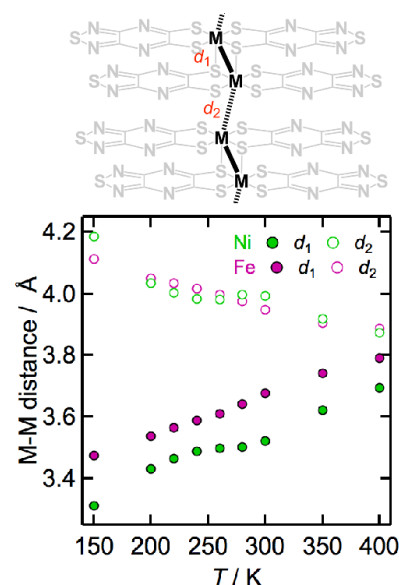 N N S M S N N
S S
N N S S N N
d₁
N N S S N N
S S
N N S M S N N
d₂
N N S S N N
S S
N N S M S N N
N N S S N N
S S
N N S M S N N
4.2
Ni d₁ d₂
Fe d₁ d₂
4.0
3.8
3.6
3.4
M-M distance / Å
150 200 250 300 350 400
T / K